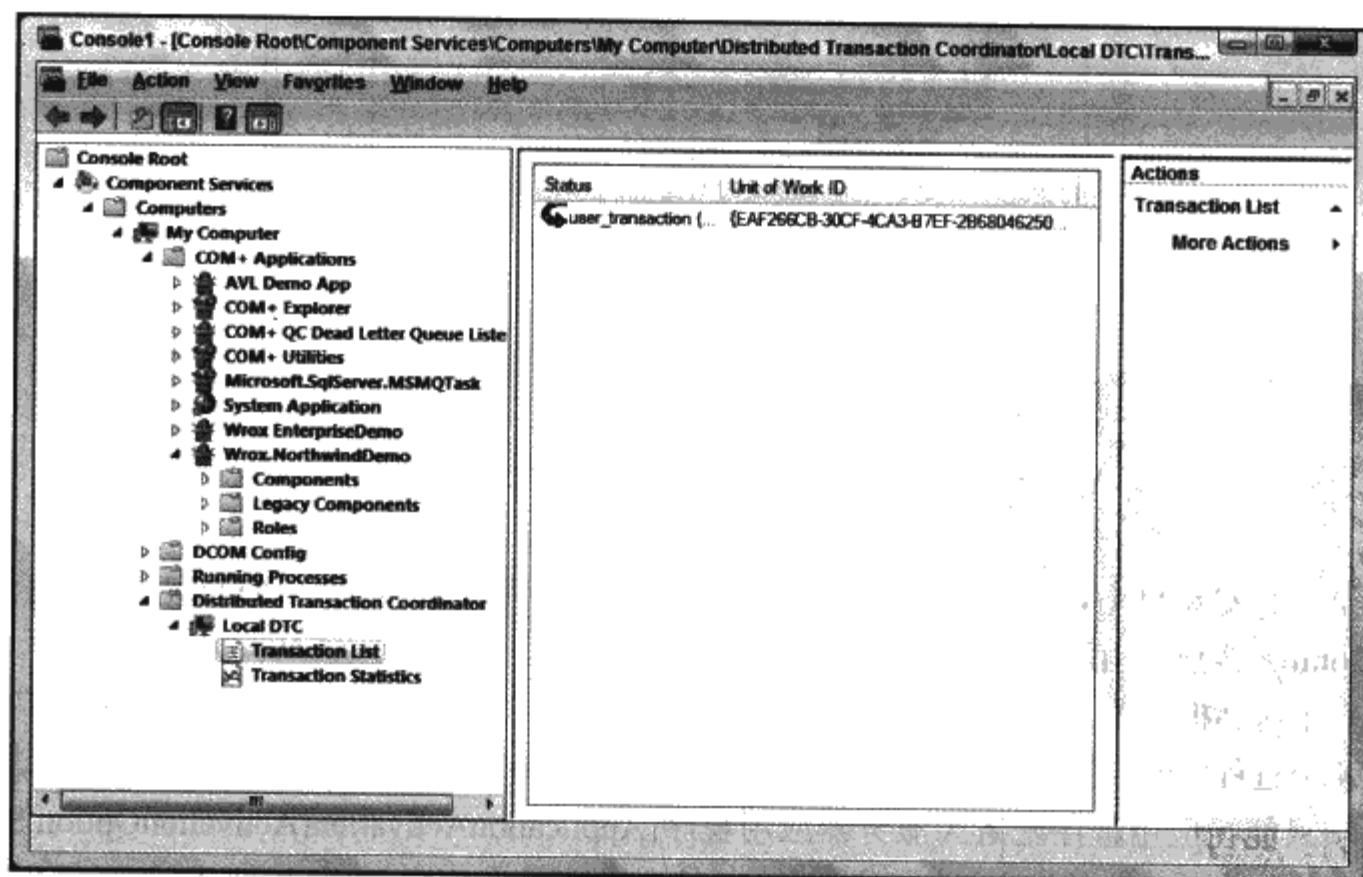 Console1 - [Console Root\Component Services\Computers\My Computer\Distributed Transaction Coordinator\Local DTC\Trans...
File Action View Favorites Window Help
Console Root
Component Services
Computers
My Computer
COM+ Applications
AVL Demo App
COM+ Explorer
COM+ QC Dead Letter Queue Liste
COM+ Utilities
Microsoft.SqlServer.MSMQTask
System Application
Wrox EnterpriseDemo
Wrox.NorthwindDemo
Components
Legacy Components
Roles
DCOM Config
Running Processes
Distributed Transaction Coordinator
Local DTC
Transaction List
Transaction Statistics
Status Unit of Work ID
user_transaction (... {EAF266CB-30CF-4CA3-B7EF-2B68046250...
Actions
Transaction List
More Actions